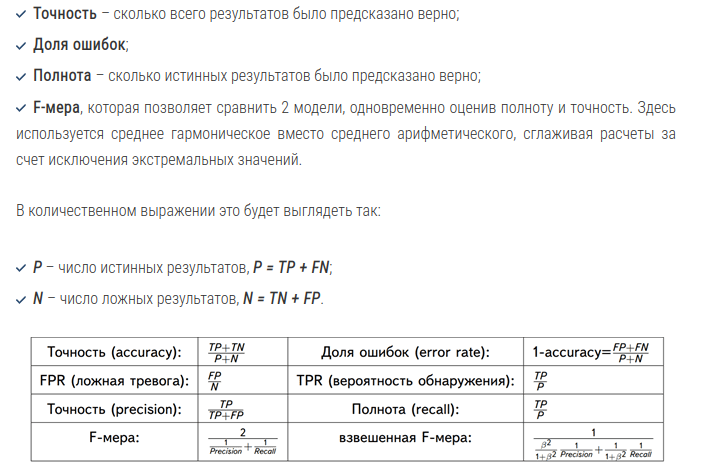 ✓ Точность – сколько всего результатов было предсказано верно;
✓ Доля ошибок;
✓ Полнота – сколько истинных результатов было предсказано верно;
✓ F-мера, которая позволяет сравнить 2 модели, одновременно оценив полноту и точность. Здесь
используется среднее гармоническое вместо среднего арифметического, сглаживая расчеты за
счет исключения экстремальных значений.
В количественном выражении это будет выглядеть так:
✓ P – число истинных результатов, P = TP + FN;
✓ N – число ложных результатов, N = TN + FP.
Точность (accuracy): \frac{TP+TN}{P+N} Доля ошибок (error rate): 1-accuracy=\frac{FP+FN}{P+N}
FPR (ложная тревога): \frac{FP}{N} TPR (вероятность обнаружения): \frac{TP}{P}
Точность (precision): \frac{TP}{TP+FP} Полнота (recall): \frac{TP}{P}
F-мера: \frac{2}{\frac{1}{Precision}+\frac{1}{Recall}} взвешенная F-мера: \frac{1}{\frac{β^2}{1+β^2}\frac{1}{Precision}+\frac{1}{1+β^2}\frac{1}{Recall}}